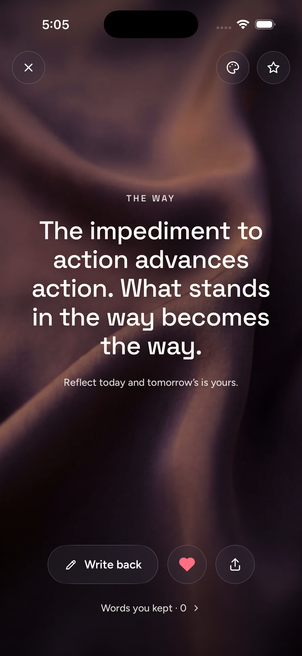 5:05
THE WAY
The impediment to
action advances
action. What stands
in the way becomes
the way.
Reflect today and tomorrow's is yours.
Write back
Words you kept · 0